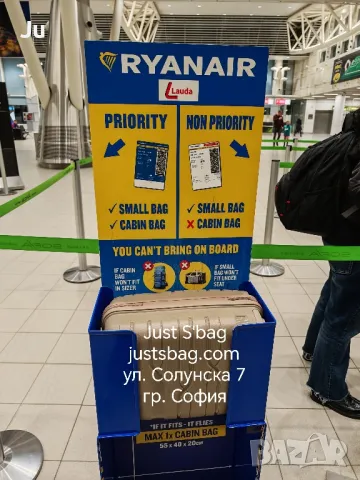 Ju
RYANAIR
Lauda
PRIORITY
NON PRIORITY
✓ SMALL BAG
✓ CABIN BAG
✓ SMALL BAG
✗ CABIN BAG
YOU CAN'T BRING ON BOARD
IF CABIN
BAG
WON'T FIT
IN SIZER
IF SMALL
BAG WON'T
FIT UNDER
SEAT
Just S'bag
justsbag.com
ул. Солунска 7
гр. София
*IF IT FITS - IT FLIES
MAX 1x CABIN BAG
55 x 40 x 20cm
BAZAR